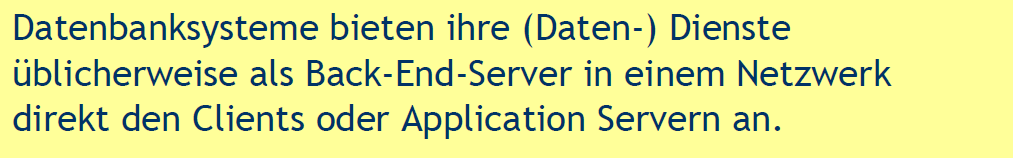 Datenbanksysteme bieten ihre (Daten-) Dienste
üblicherweise als Back-End-Server in einem Netzwerk
direkt den Clients oder Application Servern an.